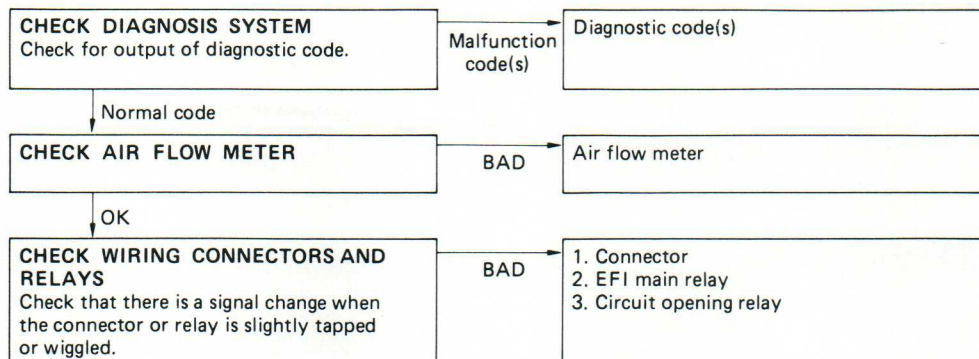 CHECK DIAGNOSIS SYSTEM
Check for output of diagnostic code.
Malfunction
code(s)
Diagnostic code(s)
Normal code
CHECK AIR FLOW METER
BAD
Air flow meter
OK
CHECK WIRING CONNECTORS AND
RELAYS
Check that there is a signal change when
the connector or relay is slightly tapped
or wiggled.
BAD
1. Connector
2. EFI main relay
3. Circuit opening relay